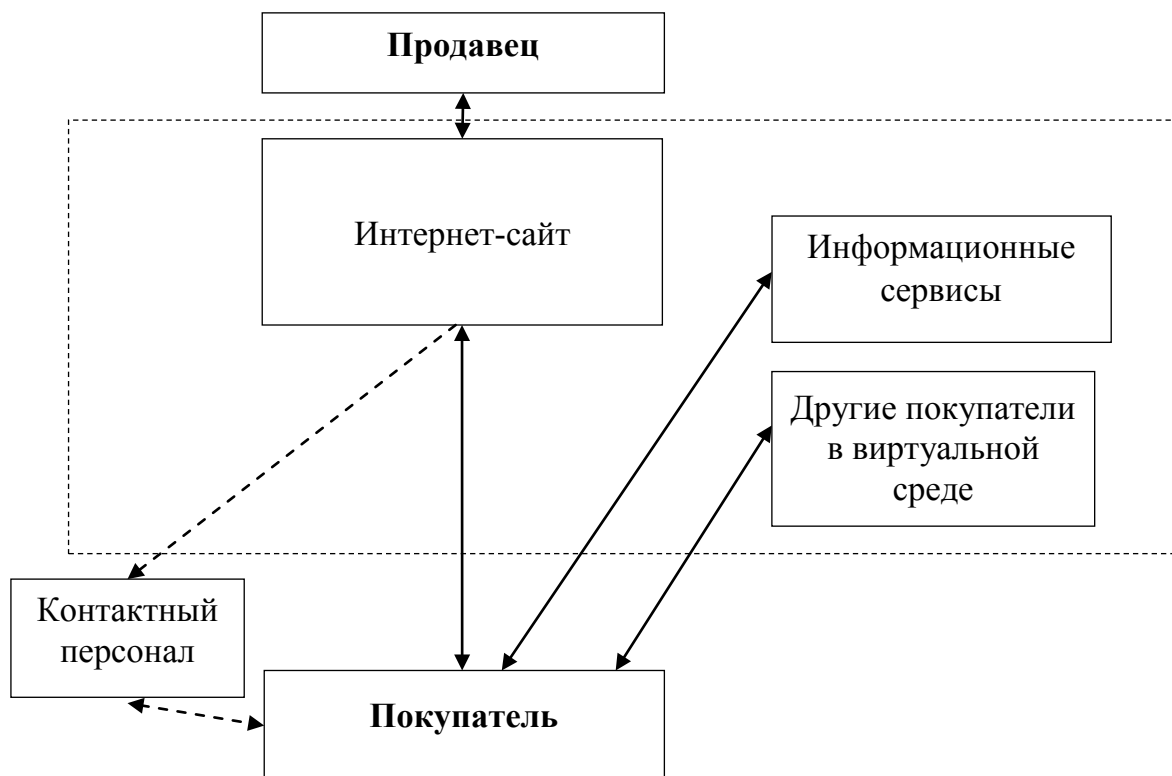 Продавец
Интернет-сайт
Информационные
сервисы
Другие покупатели
в виртуальной
среде
Контактный
персонал
Покупатель